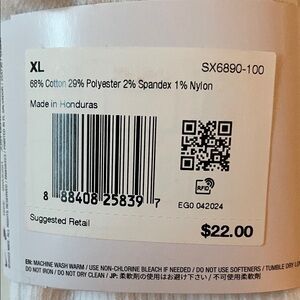 XL
SX6890-100
68% Cotton 29% Polyester 2% Spandex 1% Nylon
Made in Honduras
8 88408 25839 7
RFID
EG0 042024
Suggested Retail
$22.00
EN: MACHINE WASH WARM / USE NON-CHLORINE BLEACH IF NEEDED / DO NOT USE SOFTENERS / TUMBLE DRY
DO NOT IRON / DO NOT DRY CLEAN / JP: 柔軟剤の使用はお避け下さい / 不可使用柔軟剤